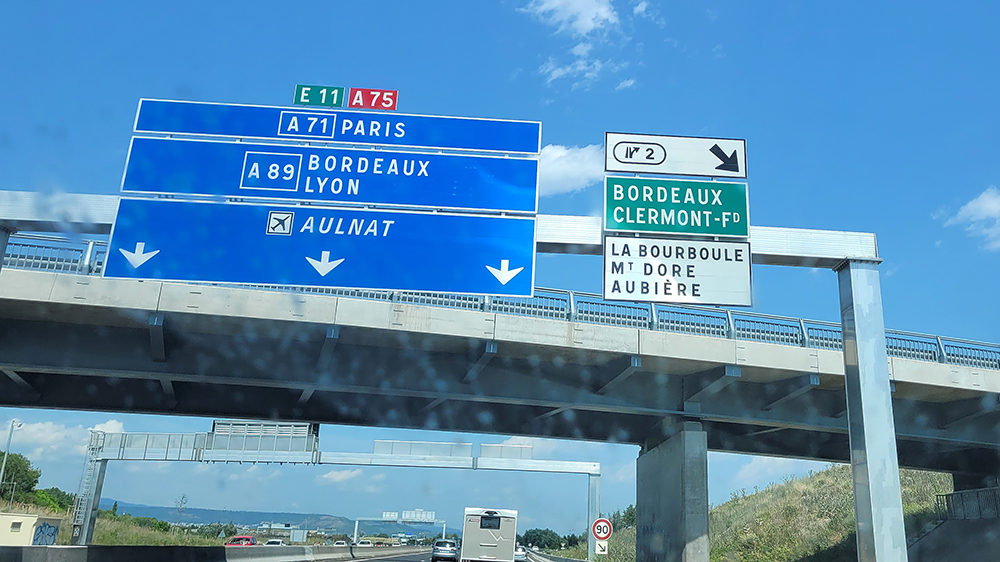 E 11 A 75
A 71 PARIS
A 89 BORDEAUX
LYON
AULNAT
2
BORDEAUX
CLERMONT-FD
LA BOURBOULE
MT DORE
AUBIÈRE
90